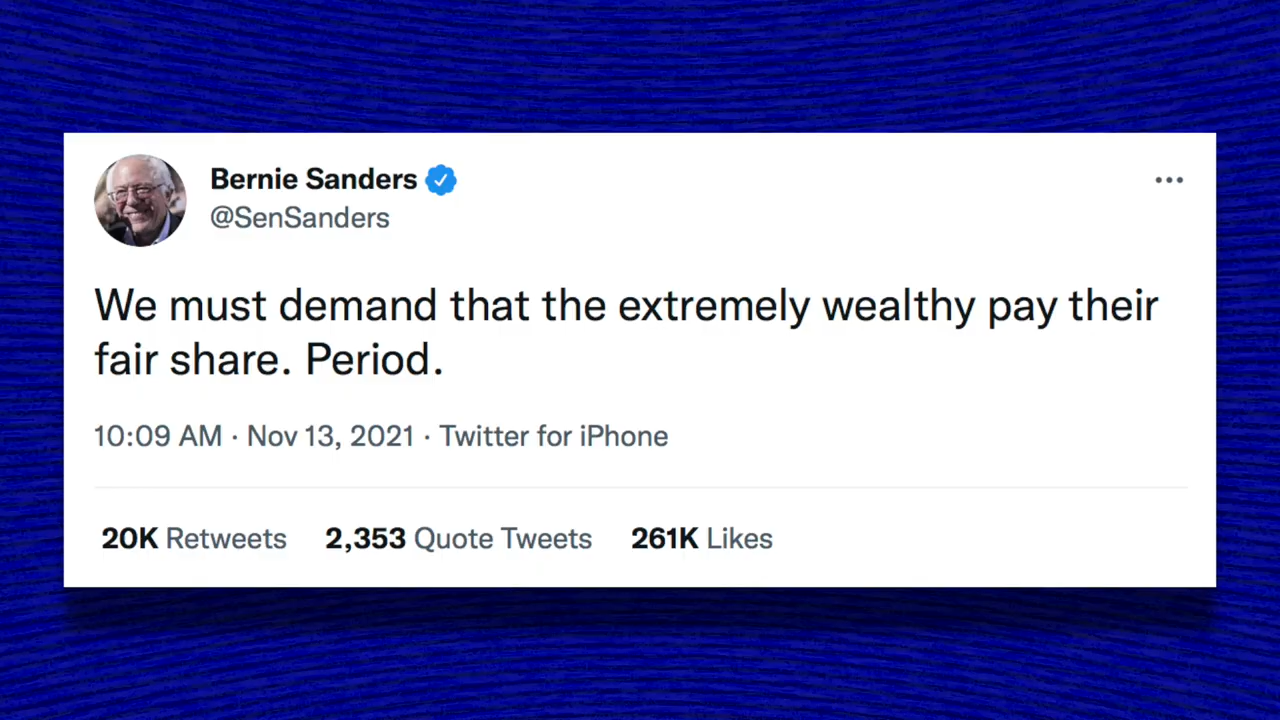 Bernie Sanders
@SenSanders
We must demand that the extremely wealthy pay their
fair share. Period.
10:09 AM · Nov 13, 2021 · Twitter for iPhone
20K Retweets 2,353 Quote Tweets 261K Likes